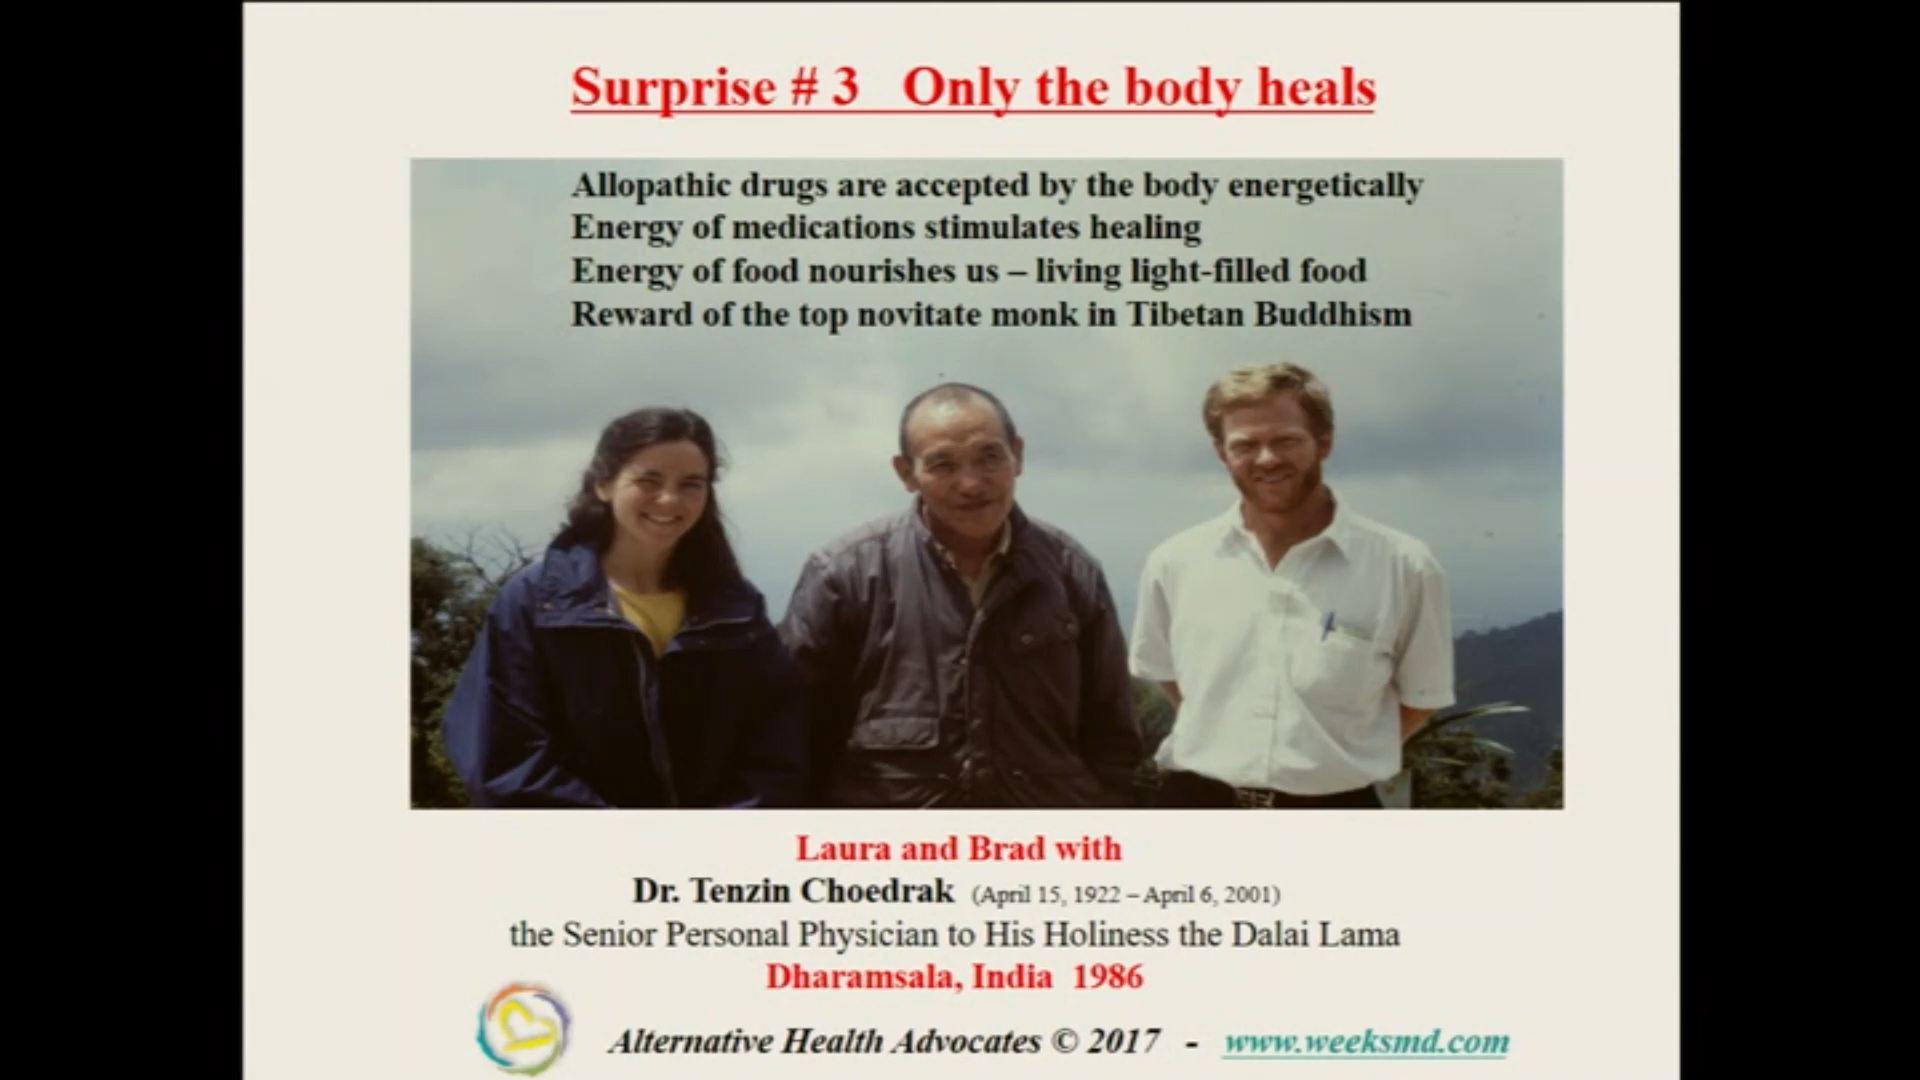 Surprise # 3 Only the body heals
Allopathic drugs are accepted by the body energetically
Energy of medications stimulates healing
Energy of food nourishes us – living light-filled food
Reward of the top novitate monk in Tibetan Buddhism
Laura and Brad with
Dr. Tenzin Choedrak (April 15, 1922 – April 6, 2001)
the Senior Personal Physician to His Holiness the Dalai Lama
Dharamsala, India 1986
Alternative Health Advocates © 2017 - www.weeksmd.com